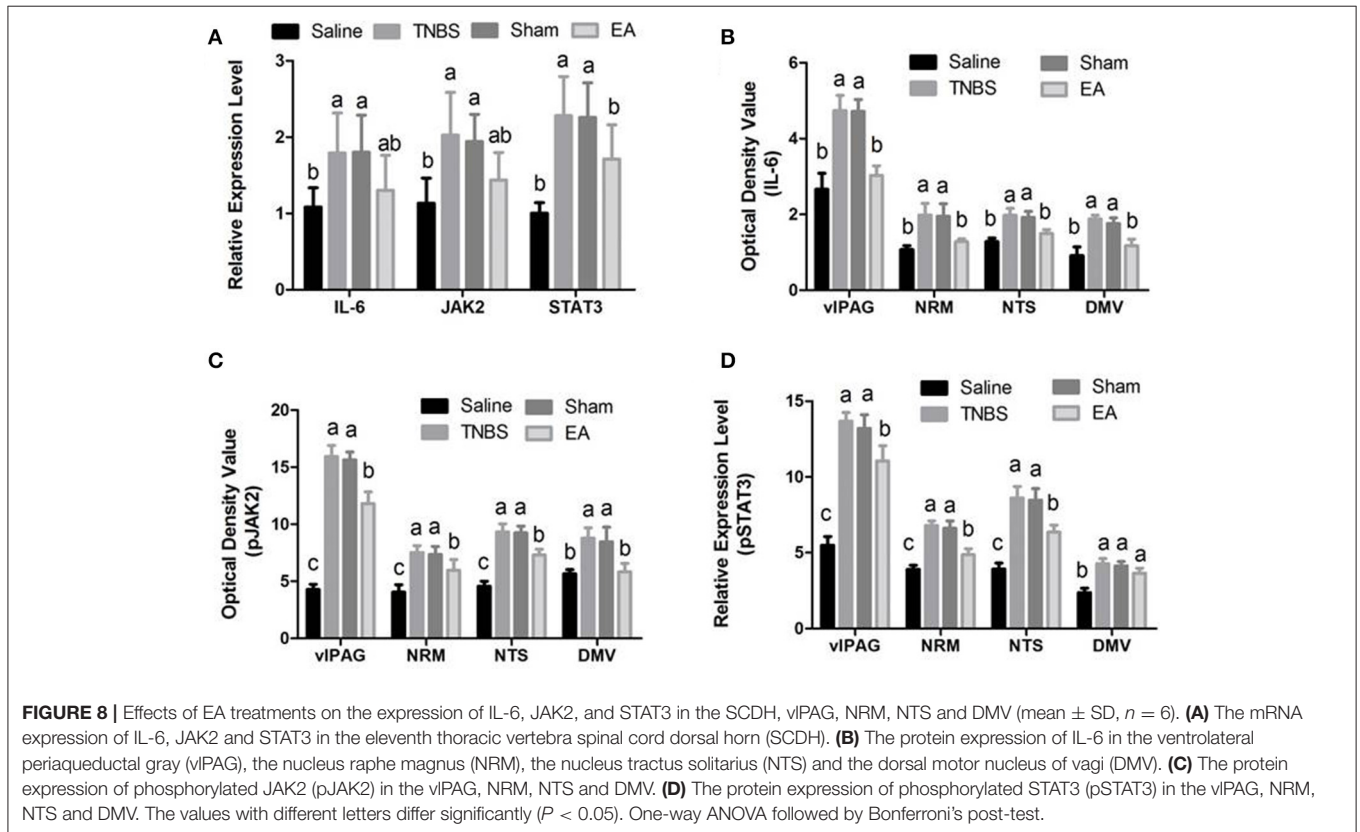 A
Saline TNBS Sham EA
Relative Expression Level
3
2
1
0
b a a ab
b a a ab
b a a b
IL-6 JAK2 STAT3
B
Saline Sham
TNBS EA
Optical Density Value
(IL-6)
6
4
2
0
b a a b
b a a b
b a a b
b a a b
vlPAG NRM NTS DMV
C
Saline Sham
TNBS EA
Optical Density Value
(pJAK2)
20
15
10
5
0
c a a b
c a a b
c a a b
b a a b
vlPAG NRM NTS DMV
D
Saline Sham
TNBS EA
Relative Expression Level
(pSTAT3)
15
10
5
0
c a a b
c a a b
c a a b
b a a a
vlPAG NRM NTS DMV
FIGURE 8 | Effects of EA treatments on the expression of IL-6, JAK2, and STAT3 in the SCDH, vlPAG, NRM, NTS and DMV (mean ± SD, n = 6). (A) The mRNA
expression of IL-6, JAK2 and STAT3 in the eleventh thoracic vertebra spinal cord dorsal horn (SCDH). (B) The protein expression of IL-6 in the ventrolateral
periaqueductal gray (vlPAG), the nucleus raphe magnus (NRM), the nucleus tractus solitarius (NTS) and the dorsal motor nucleus of vagi (DMV). (C) The protein
expression of phosphorylated JAK2 (pJAK2) in the vlPAG, NRM, NTS and DMV. (D) The protein expression of phosphorylated STAT3 (pSTAT3) in the vlPAG, NRM,
NTS and DMV. The values with different letters differ significantly (P < 0.05). One-way ANOVA followed by Bonferroni's post-test.